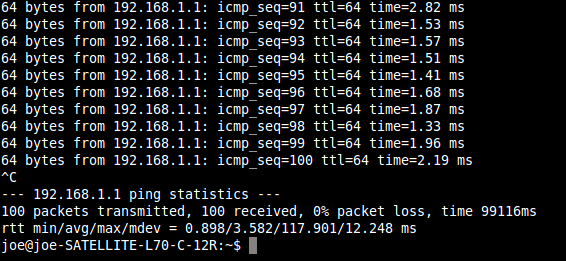 64 bytes from 192.168.1.1: icmp_seq=91 ttl=64 time=2.82 ms
64 bytes from 192.168.1.1: icmp_seq=92 ttl=64 time=1.53 ms
64 bytes from 192.168.1.1: icmp_seq=93 ttl=64 time=1.57 ms
64 bytes from 192.168.1.1: icmp_seq=94 ttl=64 time=1.51 ms
64 bytes from 192.168.1.1: icmp_seq=95 ttl=64 time=1.41 ms
64 bytes from 192.168.1.1: icmp_seq=96 ttl=64 time=1.68 ms
64 bytes from 192.168.1.1: icmp_seq=97 ttl=64 time=1.87 ms
64 bytes from 192.168.1.1: icmp_seq=98 ttl=64 time=1.33 ms
64 bytes from 192.168.1.1: icmp_seq=99 ttl=64 time=1.96 ms
64 bytes from 192.168.1.1: icmp_seq=100 ttl=64 time=2.19 ms
^C
--- 192.168.1.1 ping statistics ---
100 packets transmitted, 100 received, 0% packet loss, time 99116ms
rtt min/avg/max/mdev = 0.898/3.582/117.901/12.248 ms
joe@joe-SATELLITE-L70-C-12R:~$